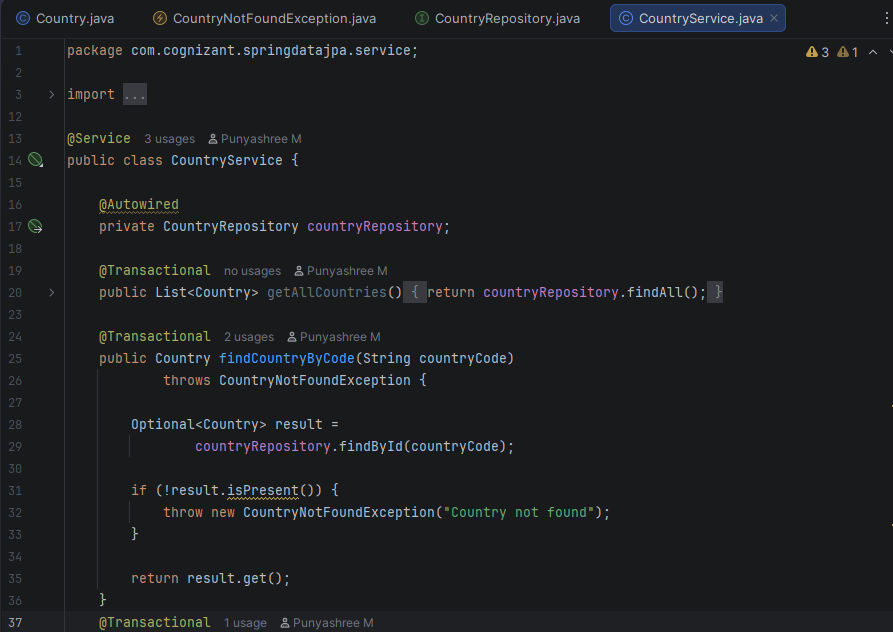 Country.java CountryNotFoundException.java CountryRepository.java CountryService.java
1 package com.cognizant.springdatajpa.service; 3 1
2
3 import ...
12
13 @Service 3 usages Punyashree M
14 public class CountryService {
15
16 @Autowired
17 private CountryRepository countryRepository;
18
19 @Transactional no usages Punyashree M
20 public List<Country> getAllCountries() { return countryRepository.findAll(); }
23
24 @Transactional 2 usages Punyashree M
25 public Country findCountryByCode(String countryCode)
26 throws CountryNotFoundException {
27
28 Optional<Country> result =
29 countryRepository.findById(countryCode);
30
31 if (!result.isPresent()) {
32 throw new CountryNotFoundException("Country not found");
33 }
34
35 return result.get();
36 }
37 @Transactional 1 usage Punyashree M